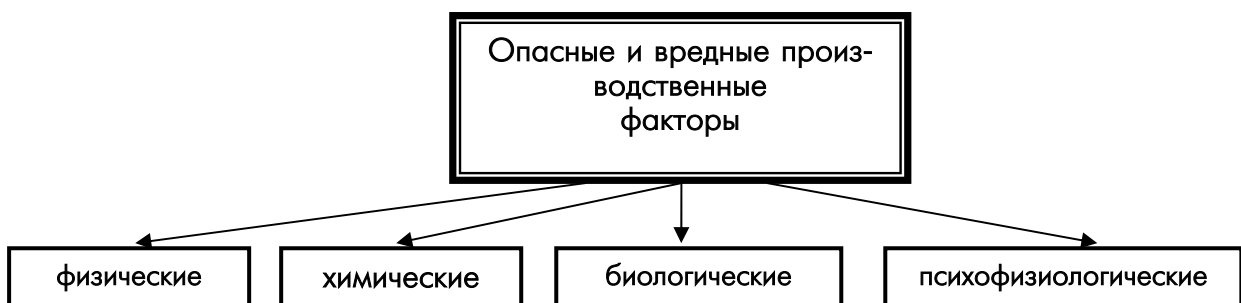 Опасные и вредные произ-
водственные
факторы
физические
химические
биологические
психофизиологические